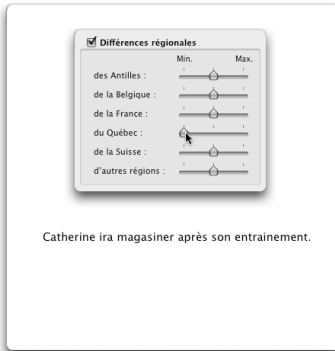 Différences régionales
Min. Max.
des Antilles :
de la Belgique :
de la France :
du Québec :
de la Suisse :
d'autres régions :
Catherine ira magasiner après son entrainement.